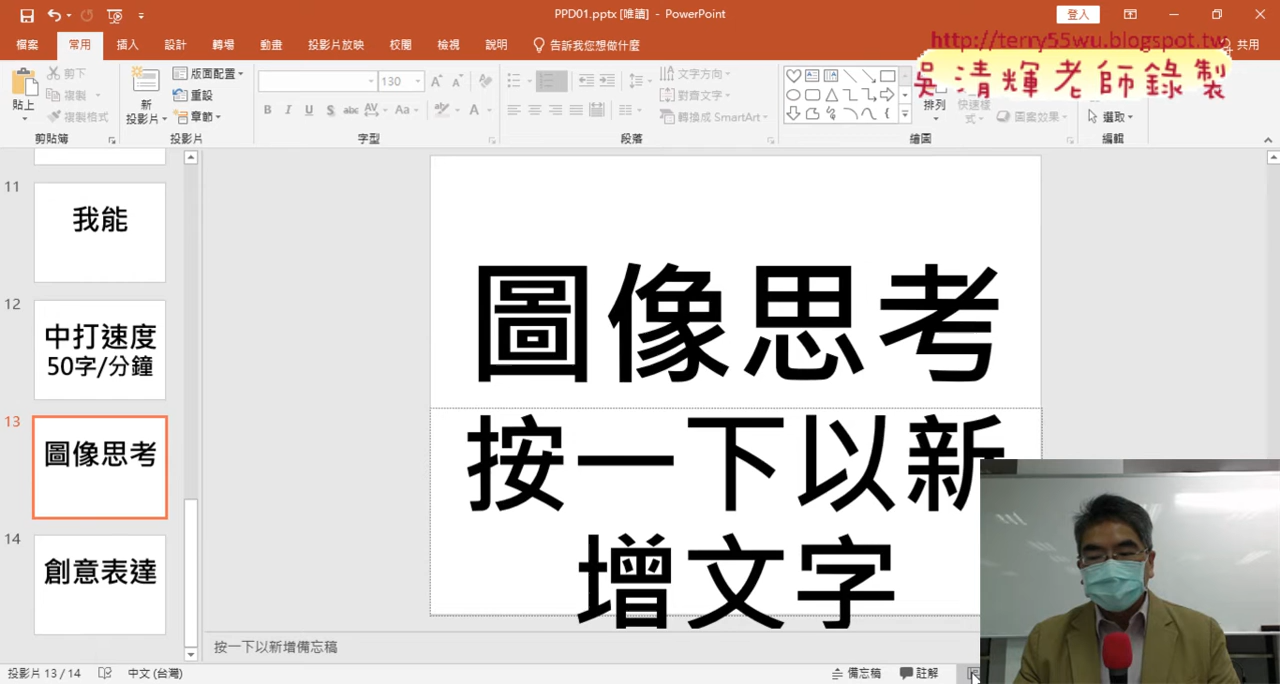 PPD01.pptx [唯讀] - PowerPoint
登入
檔案 常用 插入 設計 轉場 動畫 投影片放映 校閱 檢視 說明 告訴我您想做什麼
http://terry55wu.blogspot.tw
共用
吳清輝老師錄製
貼上
剪下
複製
複製格式
剪貼簿
新
投影片
版面配置
重設
章節
投影片
130
B I U S abc AV Aa A
字型
文字方向
對齊文字
轉換成 SmartArt
段落
排列
快速樣
式
圖案效果
繪圖
選取
編輯
11
我能
12
中打速度
50字/分鐘
13
圖像思考
14
創意表達
圖像思考
按一下以新
增文字
按一下以新增備忘稿
投影片 13 / 14
中文 (台灣)
備忘稿
註解